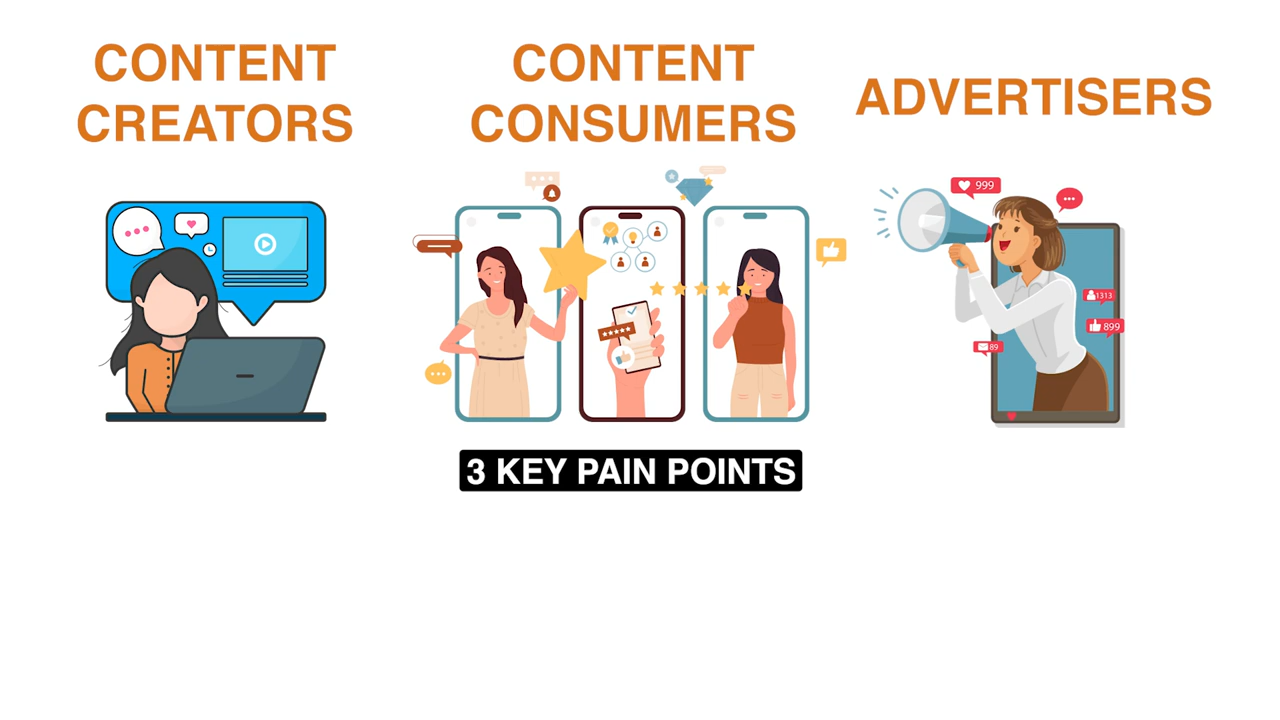 CONTENT
CREATORS
CONTENT
CONSUMERS
ADVERTISERS
999
1313
899
89
3 KEY PAIN POINTS